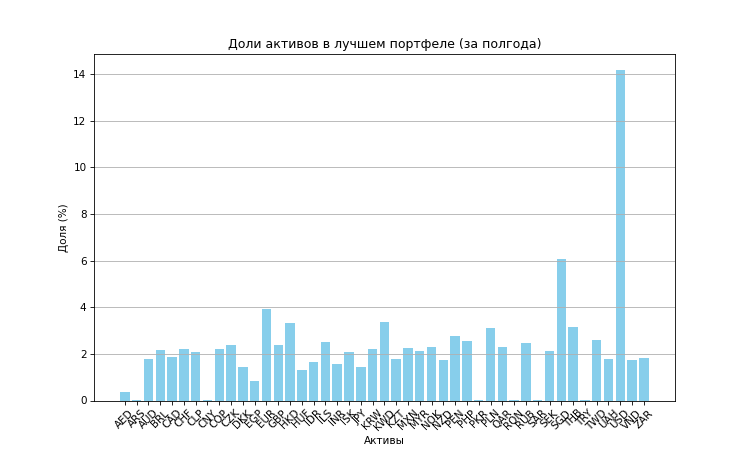 Доли активов в лучшем портфеле (за полгода)
Доля (%)
14
12
10
8
6
4
2
0
AED
ARS
AUD
BRL
CAD
CHF
CLP
CNY
COP
CZK
DKK
EGP
EUR
GBP
HKD
HUF
IDR
ILS
INR
ISK
JPY
KRW
KWD
KZT
MXN
MYR
NOK
NZD
PEN
PHP
PKR
PLN
QAR
RON
RUB
SAR
SEK
SGD
THB
TRY
TWD
UAH
USD
VND
ZAR
Активы